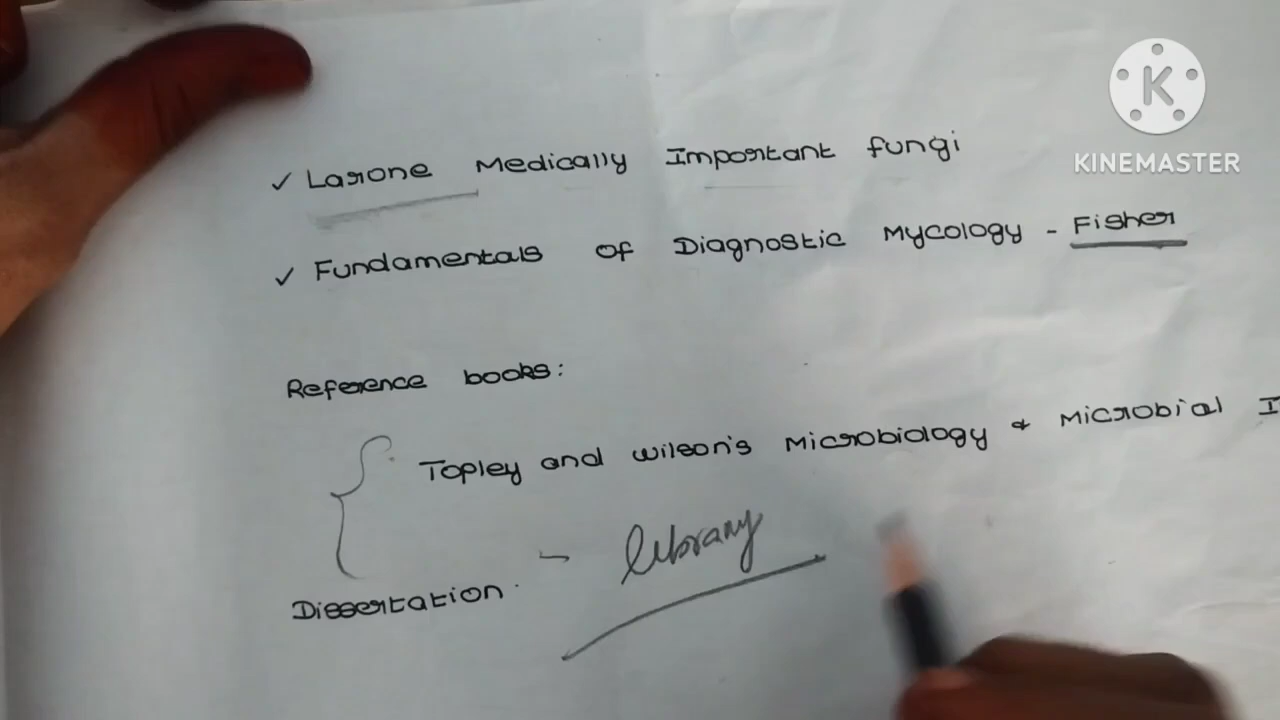 ✓ Larone Medically Important fungi
✓ Fundamentals of Diagnostic Mycology - Fisher
Reference books:
Topley and Wilson's Microbiology & Microbial I
- library
Dissertation.
K
KINEMASTER